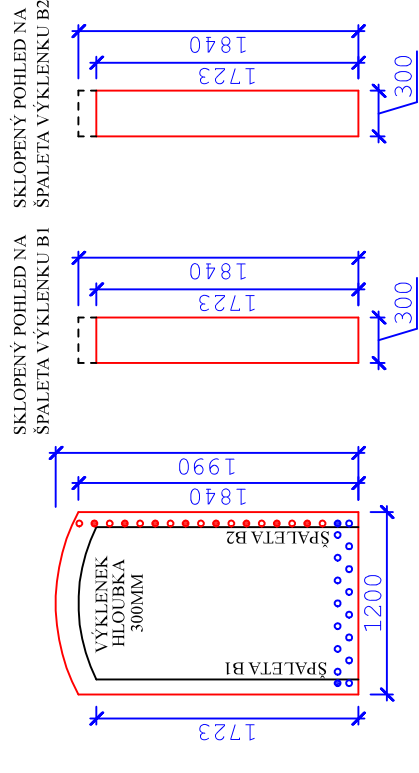 SKLOPENÝ POHLED NA
ŠPALETA VÝKLENKU B2
1840
1723
300
SKLOPENÝ POHLED NA
ŠPALETA VÝKLENKU B1
1840
1723
300
1990
1840
VÝKLENEK
HLOUBKA
300MM
ŠPALETA B2
ŠPALETA B1
1200
1723